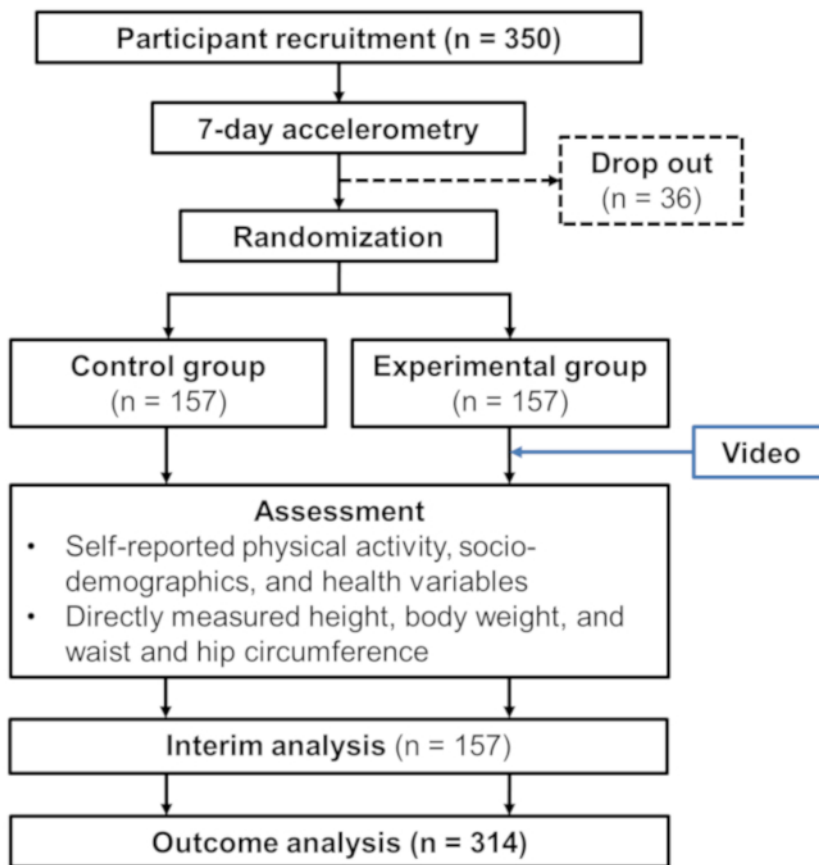 Participant recruitment (n = 350)
7-day accelerometry
Drop out
(n = 36)
Randomization
Control group
(n = 157)
Experimental group
(n = 157)
Video
Assessment
• Self-reported physical activity, socio-
demographics, and health variables
• Directly measured height, body weight, and
waist and hip circumference
Interim analysis (n = 157)
Outcome analysis (n = 314)